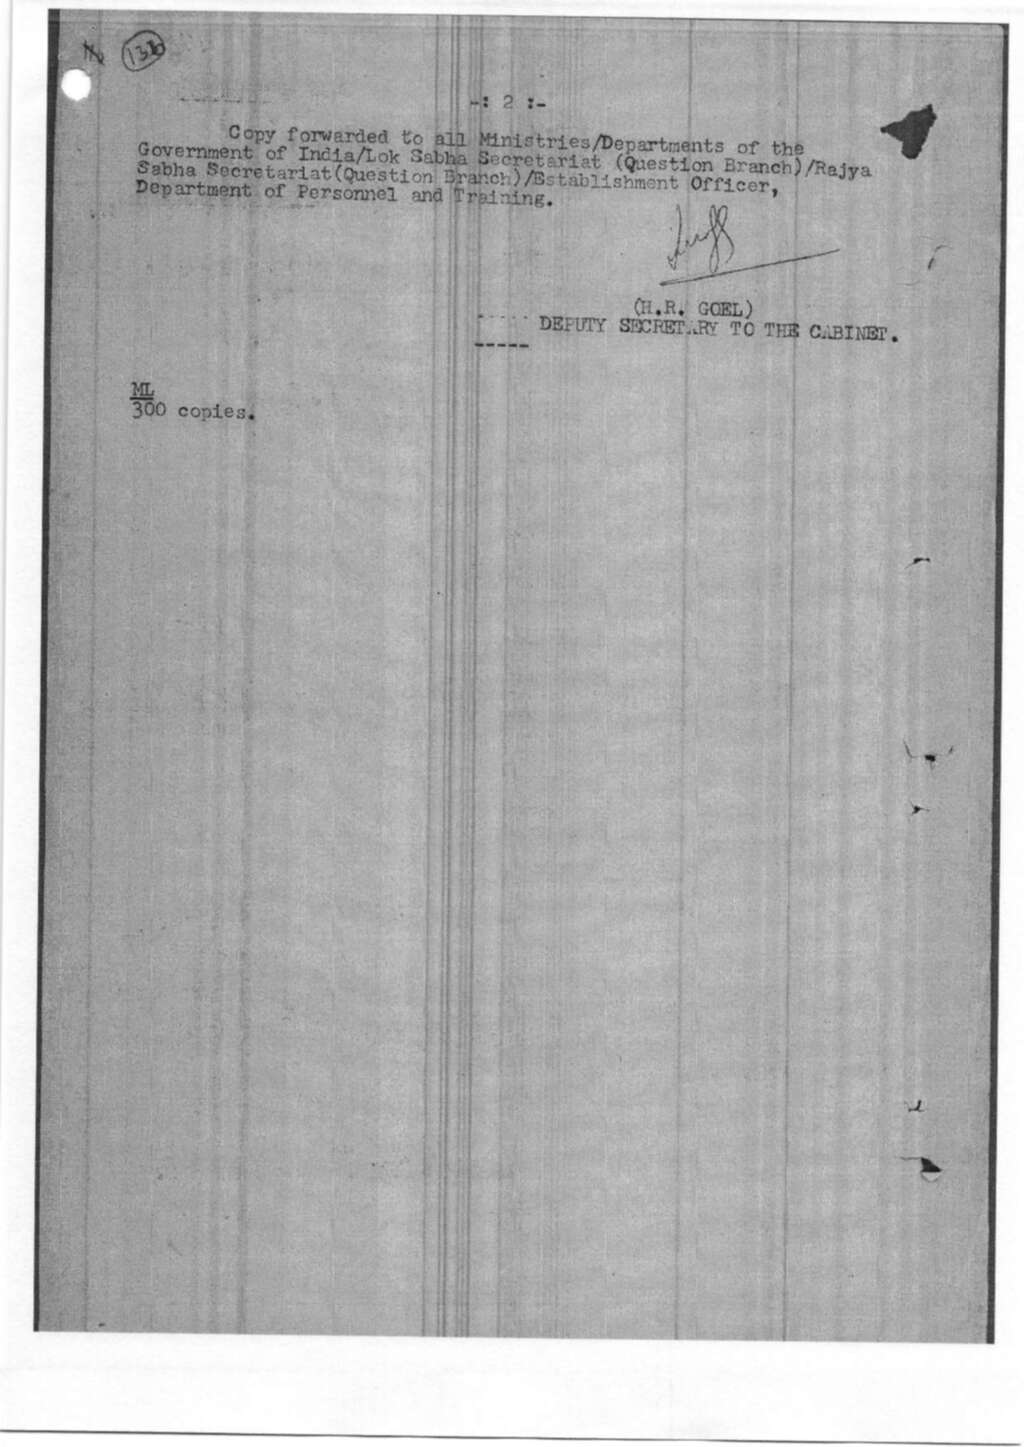 -: 2 :-
Copy forwarded to all Ministries/Departments of the
Government of India/Lok Sabha Secretariat (Question Branch)/Rajya
Sabha Secretariat(Question Branch)/Establishment Officer,
Department of Personnel and Training.
(H.R. GOEL)
DEPUTY SECRETARY TO THE CABINET.
ML
300 copies.